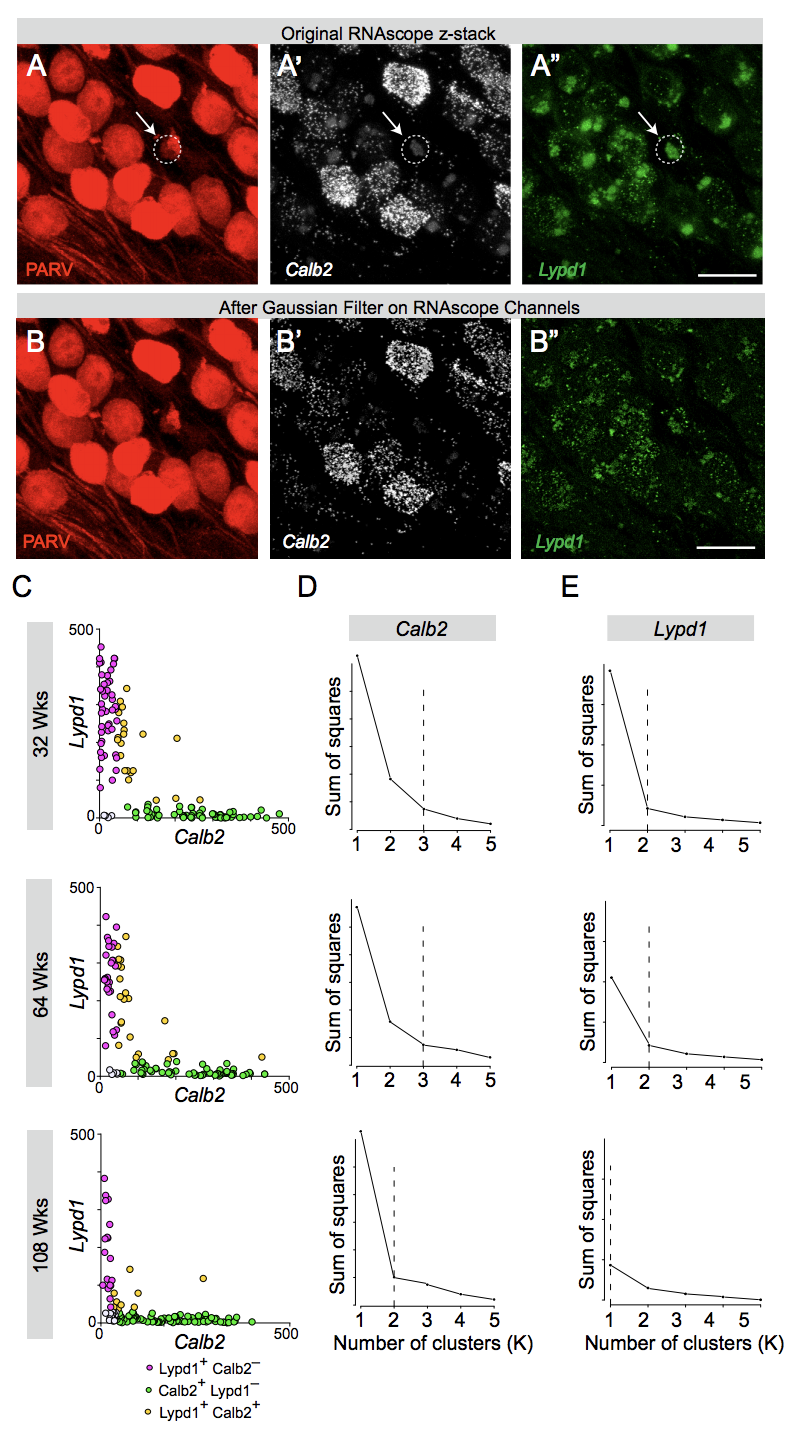 Original RNAscope z-stack
A
A'
A"
PARV
Calb2
Lypd1
After Gaussian Filter on RNAscope Channels
B
B'
B"
PARV
Calb2
Lypd1
C
D
E
Calb2
Lypd1
32 Wks
500
Lypd1
0
0
500
Calb2
Sum of squares
1 2 3 4 5
Sum of squares
1 2 3 4 5
64 Wks
500
Lypd1
0
0
500
Calb2
Sum of squares
1 2 3 4 5
Sum of squares
1 2 3 4 5
108 Wks
500
Lypd1
0
0
500
Calb2
Sum of squares
1 2 3 4 5
Number of clusters (K)
Sum of squares
1 2 3 4 5
Number of clusters (K)
Lypd1+ Calb2–
Calb2+ Lypd1–
Lypd1+ Calb2+